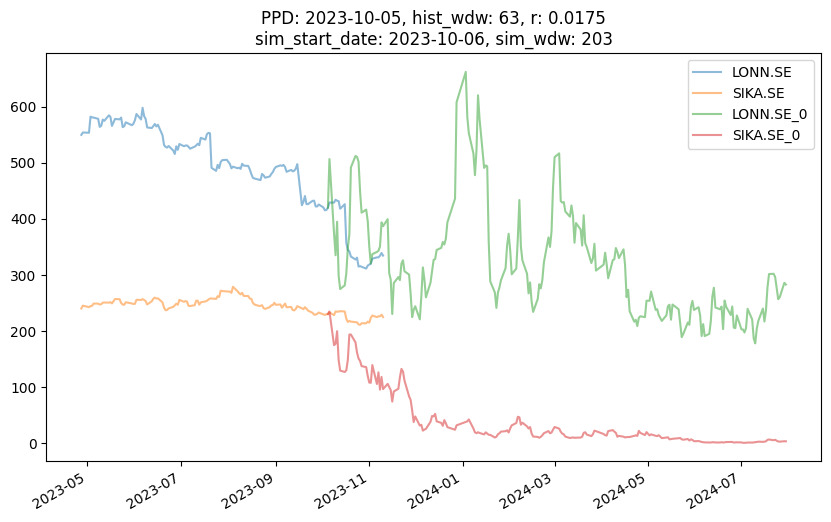 PPD: 2023-10-05, hist_wdw: 63, r: 0.0175
sim_start_date: 2023-10-06, sim_wdw: 203
LONN.SE
SIKA.SE
LONN.SE_0
SIKA.SE_0
600
500
400
300
200
100
0
2023-05
2023-07
2023-09
2023-11
2024-01
2024-03
2024-05
2024-07